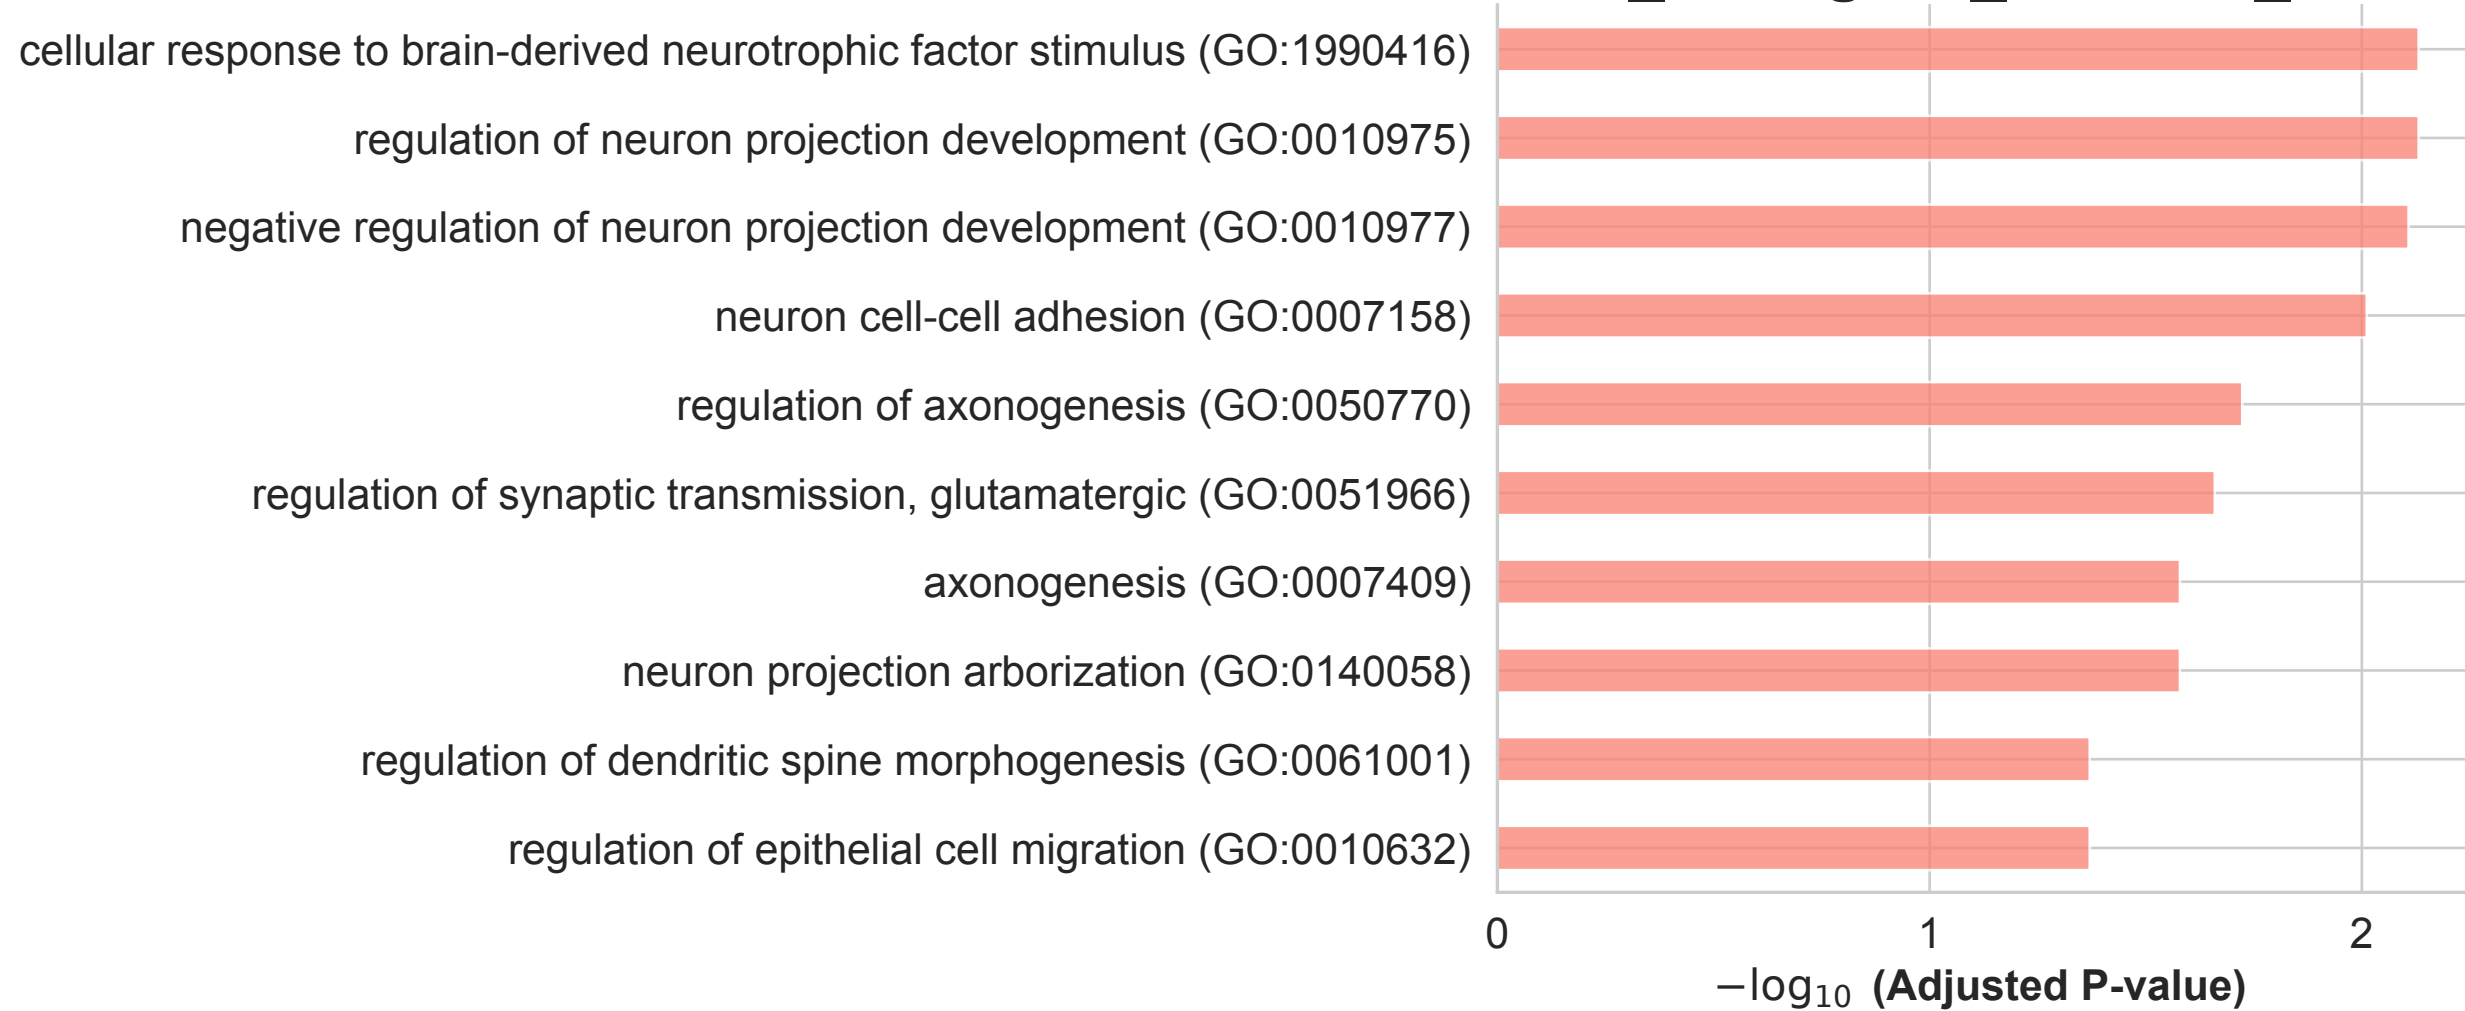 cellular response to brain-derived neurotrophic factor stimulus (GO:1990416)
regulation of neuron projection development (GO:0010975)
negative regulation of neuron projection development (GO:0010977)
neuron cell-cell adhesion (GO:0007158)
regulation of axonogenesis (GO:0050770)
regulation of synaptic transmission, glutamatergic (GO:0051966)
axonogenesis (GO:0007409)
neuron projection arborization (GO:0140058)
regulation of dendritic spine morphogenesis (GO:0061001)
regulation of epithelial cell migration (GO:0010632)
0 1 2
−log₁₀ (Adjusted P-value)